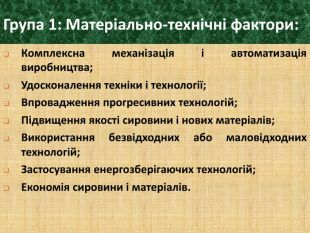 Група 1: Матеріально-технічні фактори:
Комплексна механізація і автоматизація
виробництва;
Удосконалення техніки і технології;
Впровадження прогресивних технологій;
Підвищення якості сировини і нових матеріалів;
Використання безвідходних або маловідходних
технологій;
Застосування енергозберігаючих технологій;
Економія сировини і матеріалів.